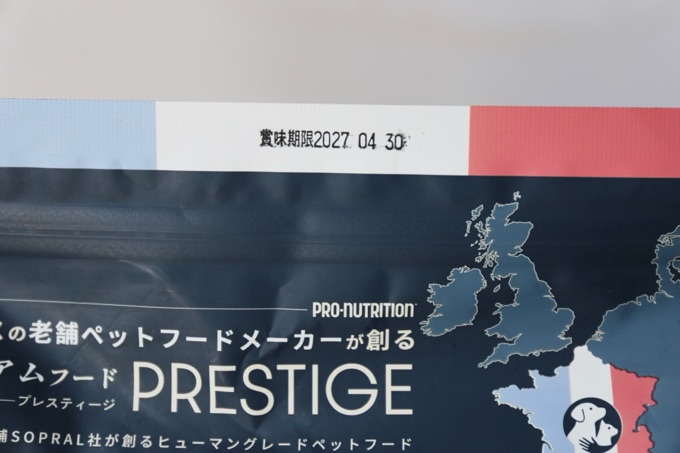 賞味期限2027 04 30
PRO-NUTRITION
の老舗ペットフードメーカーが創る
アムフード PRESTIGE
プレスティージ
舗SOPRAL社が創るヒューマングレードペットフード